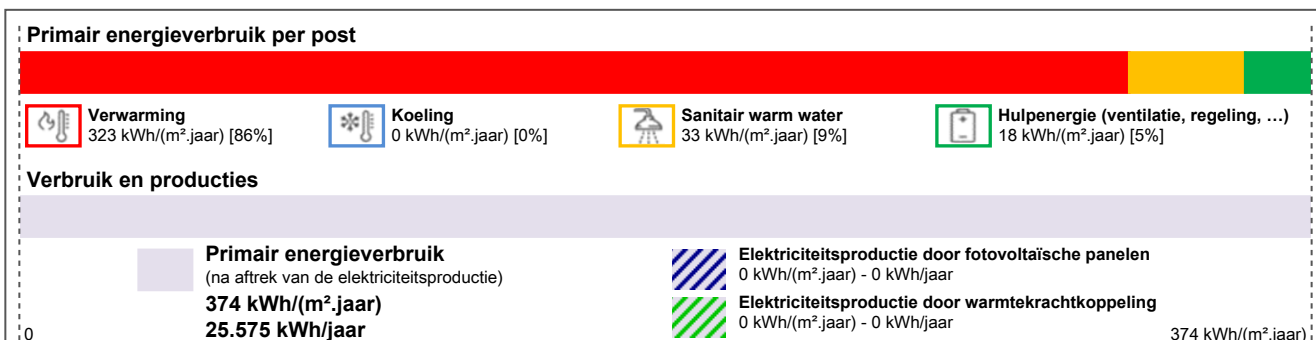 Primair energieverbruik per post
Verwarming
323 kWh/(m².jaar) [86%]
Koeling
0 kWh/(m².jaar) [0%]
Sanitair warm water
33 kWh/(m².jaar) [9%]
Hulpenergie (ventilatie, regeling, …)
18 kWh/(m².jaar) [5%]
Verbruik en producties
Primair energieverbruik
(na aftrek van de elektriciteitsproductie)
374 kWh/(m².jaar)
25.575 kWh/jaar
Elektriciteitsproductie door fotovoltaïsche panelen
0 kWh/(m².jaar) - 0 kWh/jaar
Elektriciteitsproductie door warmtekrachtkoppeling
0 kWh/(m².jaar) - 0 kWh/jaar
0
374 kWh/(m².jaar)